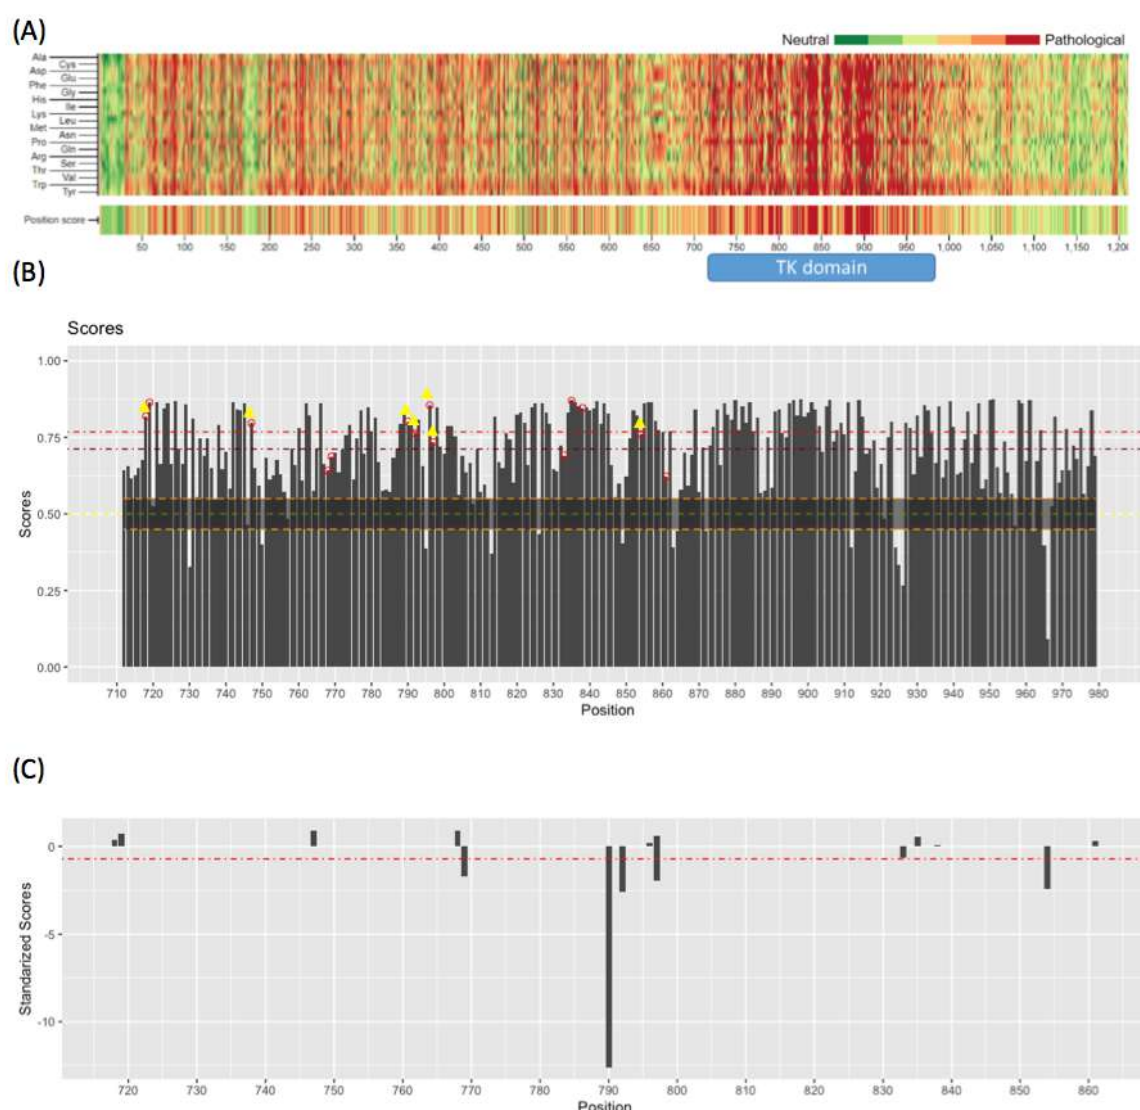 (A)
Neutral Pathological
Ala
Cys
Asp
Glu
Phe
Gly
His
Ile
Lys
Leu
Met
Asn
Pro
Gln
Arg
Ser
Thr
Val
Trp
Tyr
Position score
50 100 150 200 250 300 350 400 450 500 550 600 650 700 750 800 850 900 950 1,000 1,050 1,100 1,150 1,200
TK domain
(B)
Scores
1.00
0.75
0.50
0.25
0.00
Scores
710 720 730 740 750 760 770 780 790 800 810 820 830 840 850 860 870 880 890 900 910 920 930 940 950 960 970 980
Position
(C)
0
-5
-10
Standarized Scores
720 730 740 750 760 770 780 790 800 810 820 830 840 850 860
Position